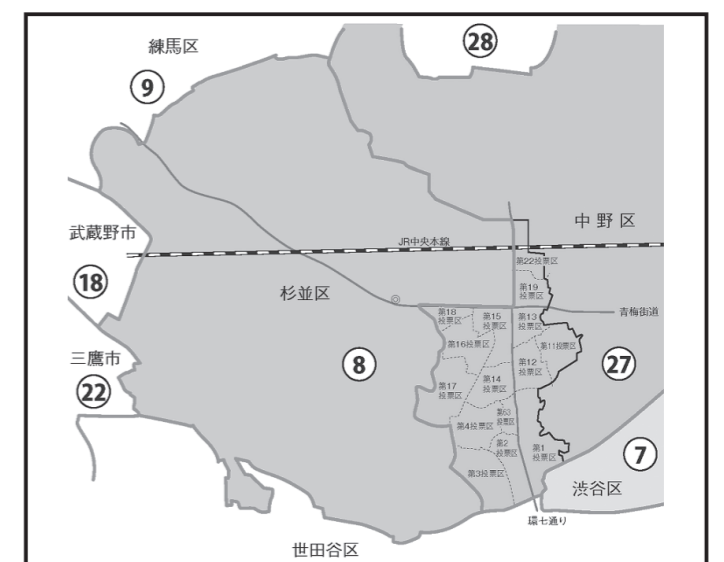 練馬区
28
9
中野区
武蔵野市
JR中央本線
第22投票区
18
杉並区
第19
投票区
青梅街道
第18
投票区
第15
投票区
第13
投票区
第16投票区
第11投票区
三鷹市
8
第12
投票区
27
22
第17
投票区
第14
投票区
第63
投票区
第4投票区
第2
投票区
第1
投票区
7
第3投票区
渋谷区
環七通り
世田谷区